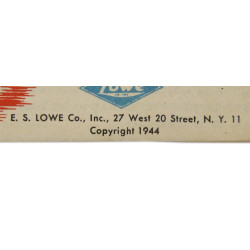 LOWE
E. S. LOWE Co., Inc., 27 West 20 Street, N. Y. 11
Copyright 1944